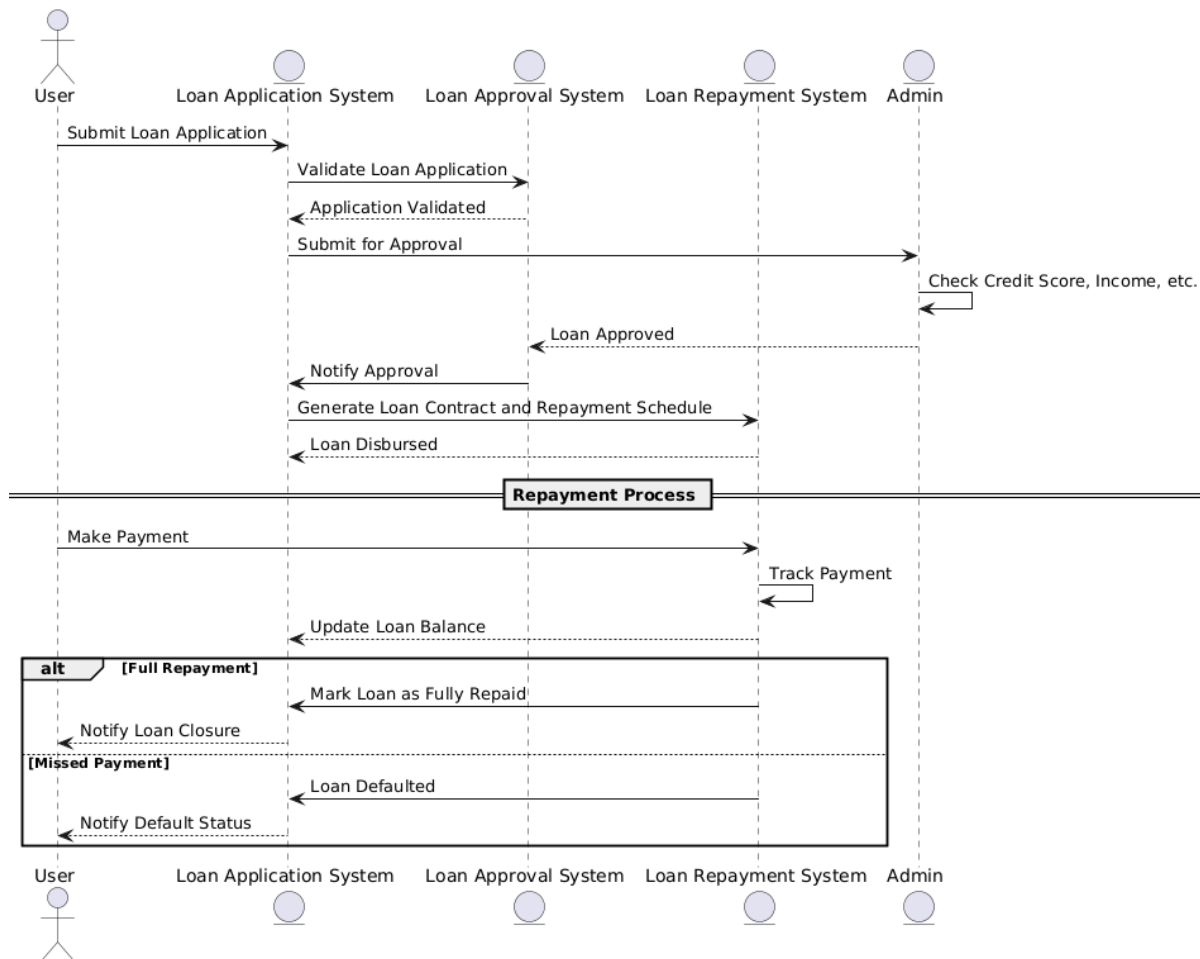 User
Loan Application System
Loan Approval System
Loan Repayment System
Admin
Submit Loan Application
Validate Loan Application
Application Validated
Submit for Approval
Check Credit Score, Income, etc.
Loan Approved
Notify Approval
Generate Loan Contract and Repayment Schedule
Loan Disbursed
Repayment Process
Make Payment
Track Payment
Update Loan Balance
alt [Full Repayment]
Mark Loan as Fully Repaid
Notify Loan Closure
[Missed Payment]
Loan Defaulted
Notify Default Status
User
Loan Application System
Loan Approval System
Loan Repayment System
Admin